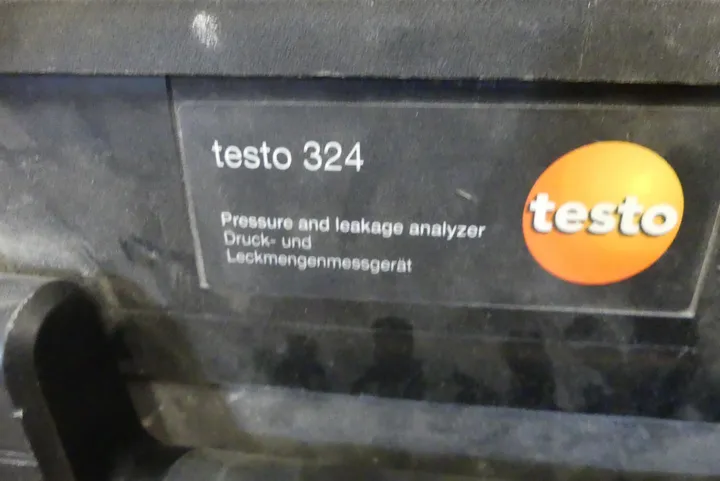 testo 324
testo
Pressure and leakage analyzer
Druck- und
Leckmengenmessgerät